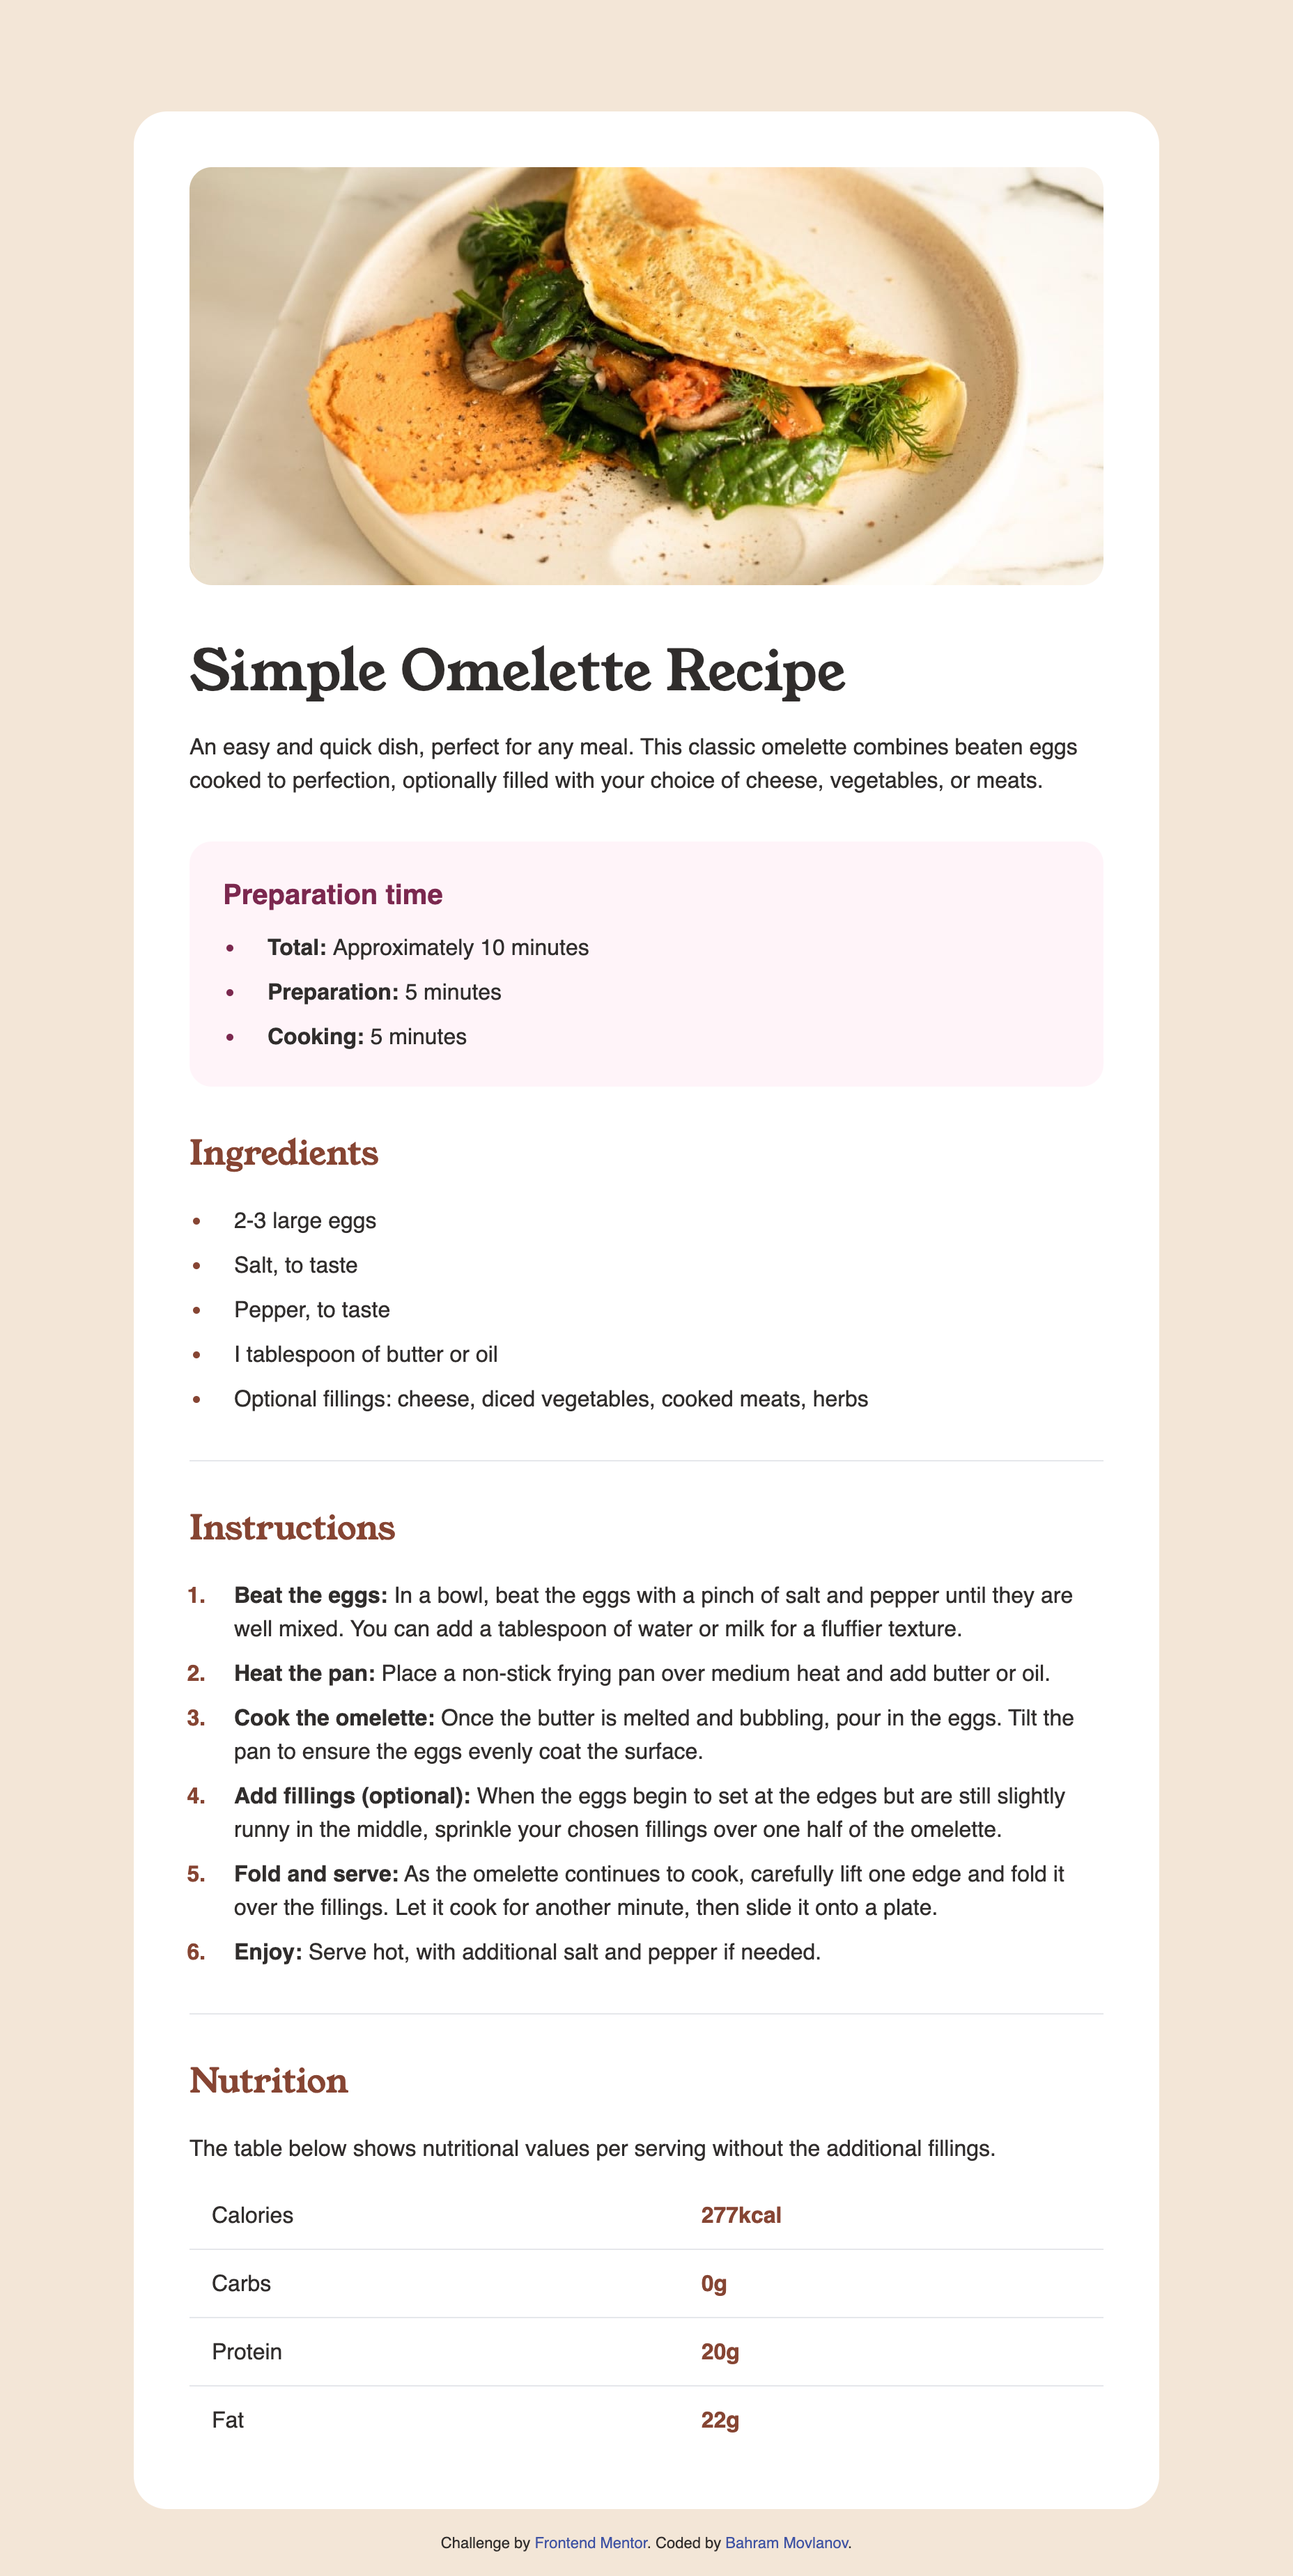 Simple Omelette Recipe
An easy and quick dish, perfect for any meal. This classic omelette combines beaten eggs
cooked to perfection, optionally filled with your choice of cheese, vegetables, or meats.
Preparation time
• Total: Approximately 10 minutes
• Preparation: 5 minutes
• Cooking: 5 minutes
Ingredients
• 2-3 large eggs
• Salt, to taste
• Pepper, to taste
• I tablespoon of butter or oil
• Optional fillings: cheese, diced vegetables, cooked meats, herbs
Instructions
1. Beat the eggs: In a bowl, beat the eggs with a pinch of salt and pepper until they are
well mixed. You can add a tablespoon of water or milk for a fluffier texture.
2. Heat the pan: Place a non-stick frying pan over medium heat and add butter or oil.
3. Cook the omelette: Once the butter is melted and bubbling, pour in the eggs. Tilt the
pan to ensure the eggs evenly coat the surface.
4. Add fillings (optional): When the eggs begin to set at the edges but are still slightly
runny in the middle, sprinkle your chosen fillings over one half of the omelette.
5. Fold and serve: As the omelette continues to cook, carefully lift one edge and fold it
over the fillings. Let it cook for another minute, then slide it onto a plate.
6. Enjoy: Serve hot, with additional salt and pepper if needed.
Nutrition
The table below shows nutritional values per serving without the additional fillings.
Calories 277kcal
Carbs 0g
Protein 20g
Fat 22g
Challenge by Frontend Mentor. Coded by Bahram Movlanov.